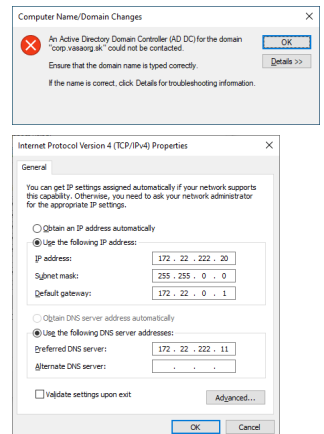 Computer Name/Domain Changes
An Active Directory Domain Controller (AD DC) for the domain
"corp.vasaorg.sk" could not be contacted.
OK
Ensure that the domain name is typed correctly.
Details >>
If the name is correct, click Details for troubleshooting information.
Internet Protocol Version 4 (TCP/IPv4) Properties
General
You can get IP settings assigned automatically if your network supports
this capability. Otherwise, you need to ask your network administrator
for the appropriate IP settings.
Obtain an IP address automatically
Use the following IP address:
IP address: 172 . 22 . 222 . 20
Subnet mask: 255 . 255 . 0 . 0
Default gateway: 172 . 22 . 0 . 1
Obtain DNS server address automatically
Use the following DNS server addresses:
Preferred DNS server: 172 . 22 . 222 . 11
Alternate DNS server: . . .
Validate settings upon exit
Advanced...
OK Cancel